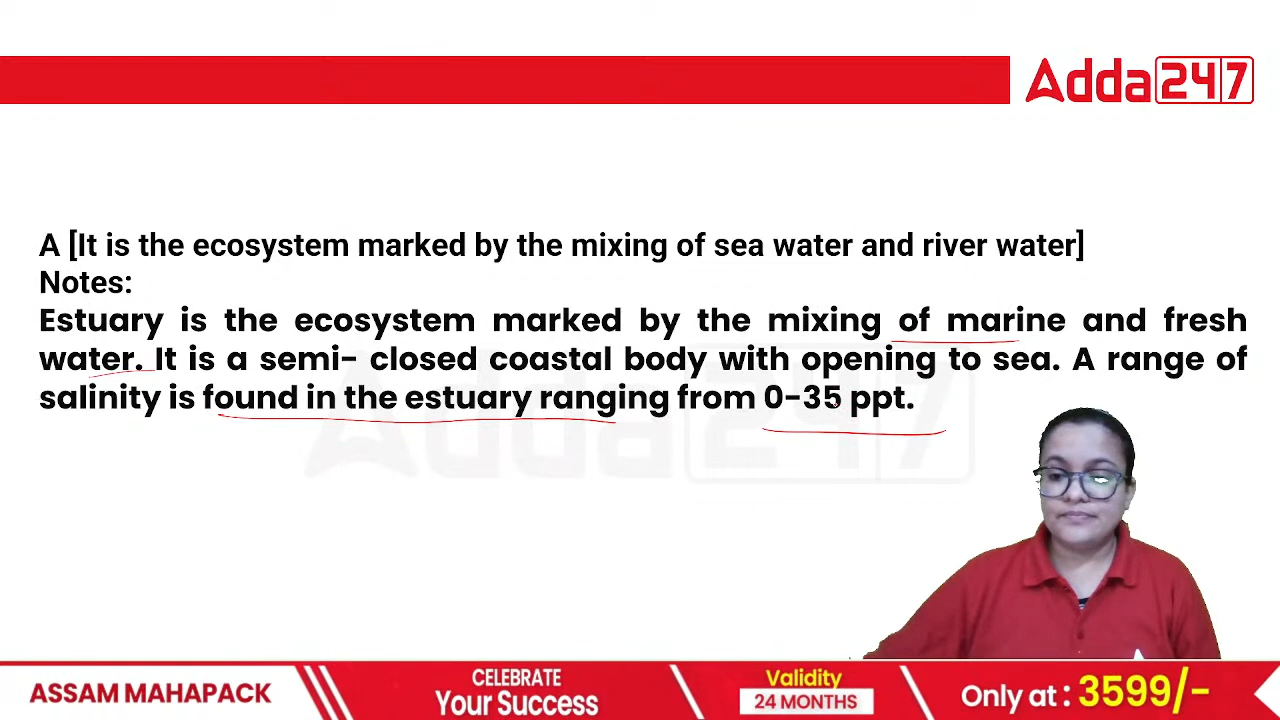 Adda247
A [It is the ecosystem marked by the mixing of sea water and river water]
Notes:
Estuary is the ecosystem marked by the mixing of marine and fresh
water. It is a semi- closed coastal body with opening to sea. A range of
salinity is found in the estuary ranging from 0-35 ppt.
Adda247
ASSAM MAHAPACK
CELEBRATE
Your Success
Validity
24 MONTHS
Only at : 3599/-